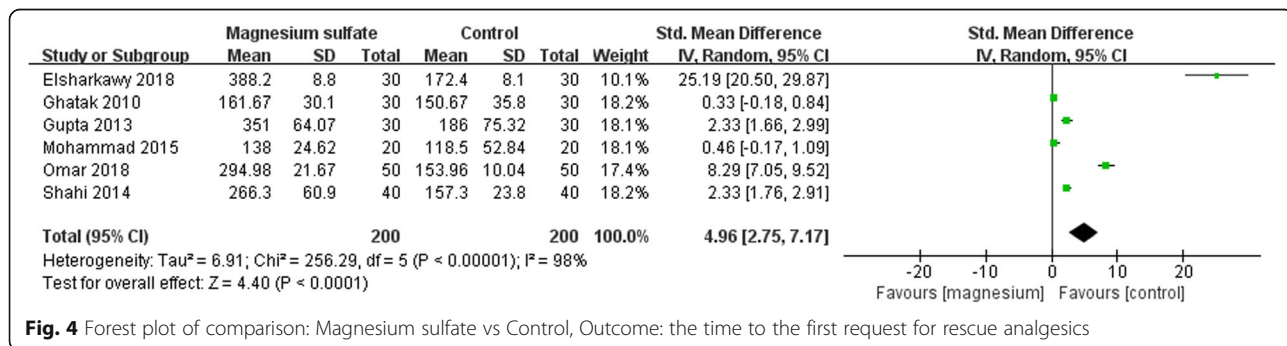 Magnesium sulfate Control Std. Mean Difference Std. Mean Difference
Study or Subgroup Mean SD Total Mean SD Total Weight IV, Random, 95% CI IV, Random, 95% CI
Elsharkawy 2018 388.2 8.8 30 172.4 8.1 30 10.1% 25.19 [20.50, 29.87]
Ghatak 2010 161.67 30.1 30 150.67 35.8 30 18.2% 0.33 [-0.18, 0.84]
Gupta 2013 351 64.07 30 186 75.32 30 18.1% 2.33 [1.66, 2.99]
Mohammad 2015 138 24.62 20 118.5 52.84 20 18.1% 0.46 [-0.17, 1.09]
Omar 2018 294.98 21.67 50 153.96 10.04 50 17.4% 8.29 [7.05, 9.52]
Shahi 2014 266.3 60.9 40 157.3 23.8 40 18.2% 2.33 [1.76, 2.91]
Total (95% CI) 200 200 100.0% 4.96 [2.75, 7.17]
Heterogeneity: Tau² = 6.91; Chi² = 256.29, df = 5 (P < 0.00001); I² = 98%
Test for overall effect: Z = 4.40 (P < 0.0001)
-20 -10 0 10 20
Favours [magnesium] Favours [control]
Fig. 4 Forest plot of comparison: Magnesium sulfate vs Control, Outcome: the time to the first request for rescue analgesics